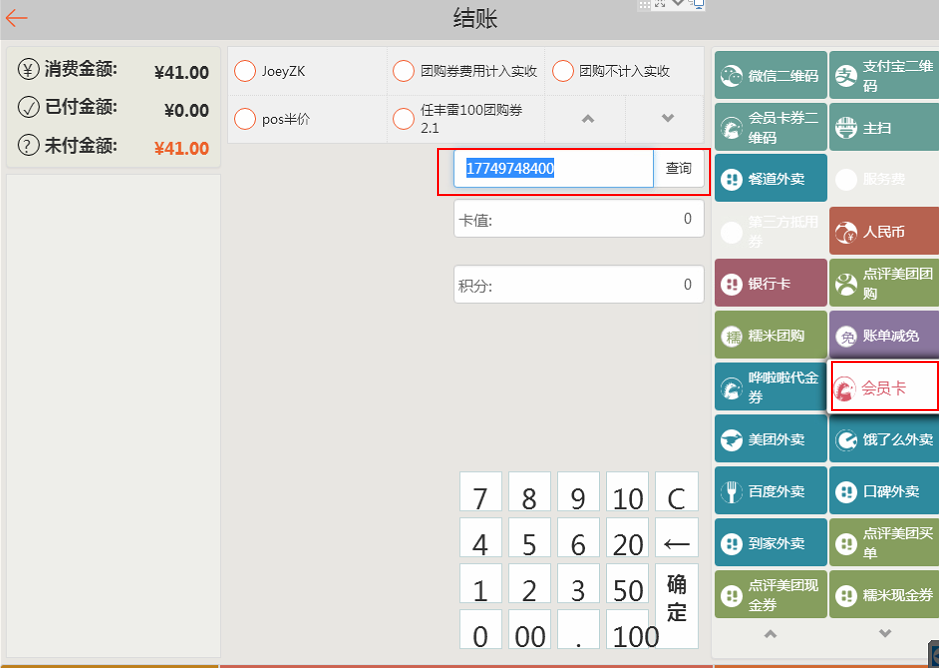 结账
消费金额: ¥41.00
已付金额: ¥0.00
未付金额: ¥41.00
JoeyZK
团购券费用计入实收
团购不计入实收
pos半价
任丰雷100团购券
2.1
17749748400
查询
卡值: 0
积分: 0
7 8 9 10 C
4 5 6 20 ←
1 2 3 50 确
定
0 00 . 100
微信二维码
支付宝二维
码
会员卡券二
维码
主扫
餐道外卖
服务费
第三方抵用
券
人民币
银行卡
点评美团团
购
糯 糯米团购
免 账单减免
哗啦啦代金
券
会员卡
美团外卖
饿了么外卖
百度外卖
口碑外卖
到家外卖
点评美团买
单
点评美团现
金券
糯米现金券